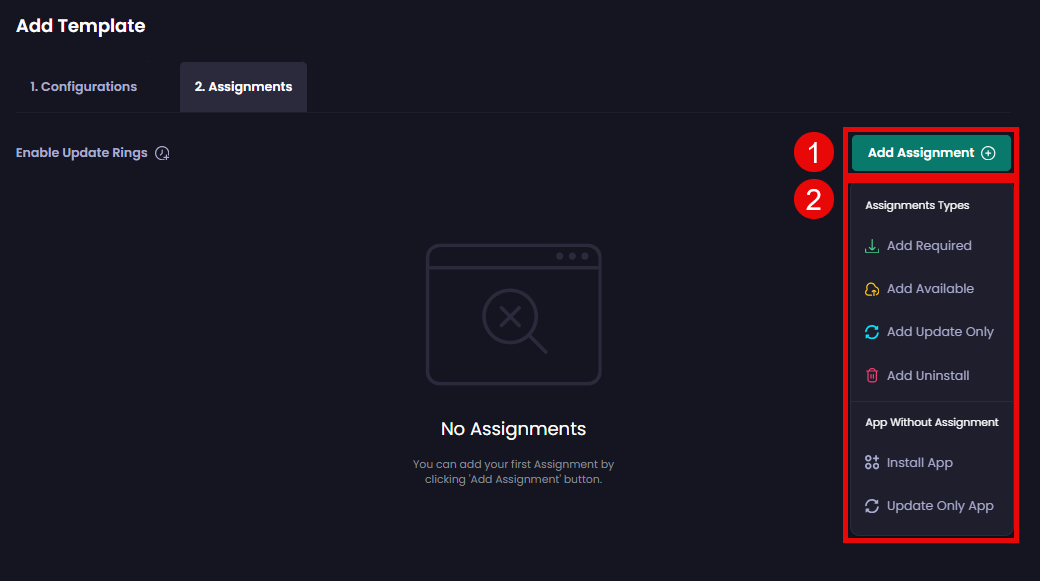 Add Template
1. Configurations
2. Assignments
Enable Update Rings
1
Add Assignment
2
Assignments Types
Add Required
Add Available
Add Update Only
Add Uninstall
App Without Assignment
Install App
Update Only App
No Assignments
You can add your first Assignment by
clicking 'Add Assignment' button.